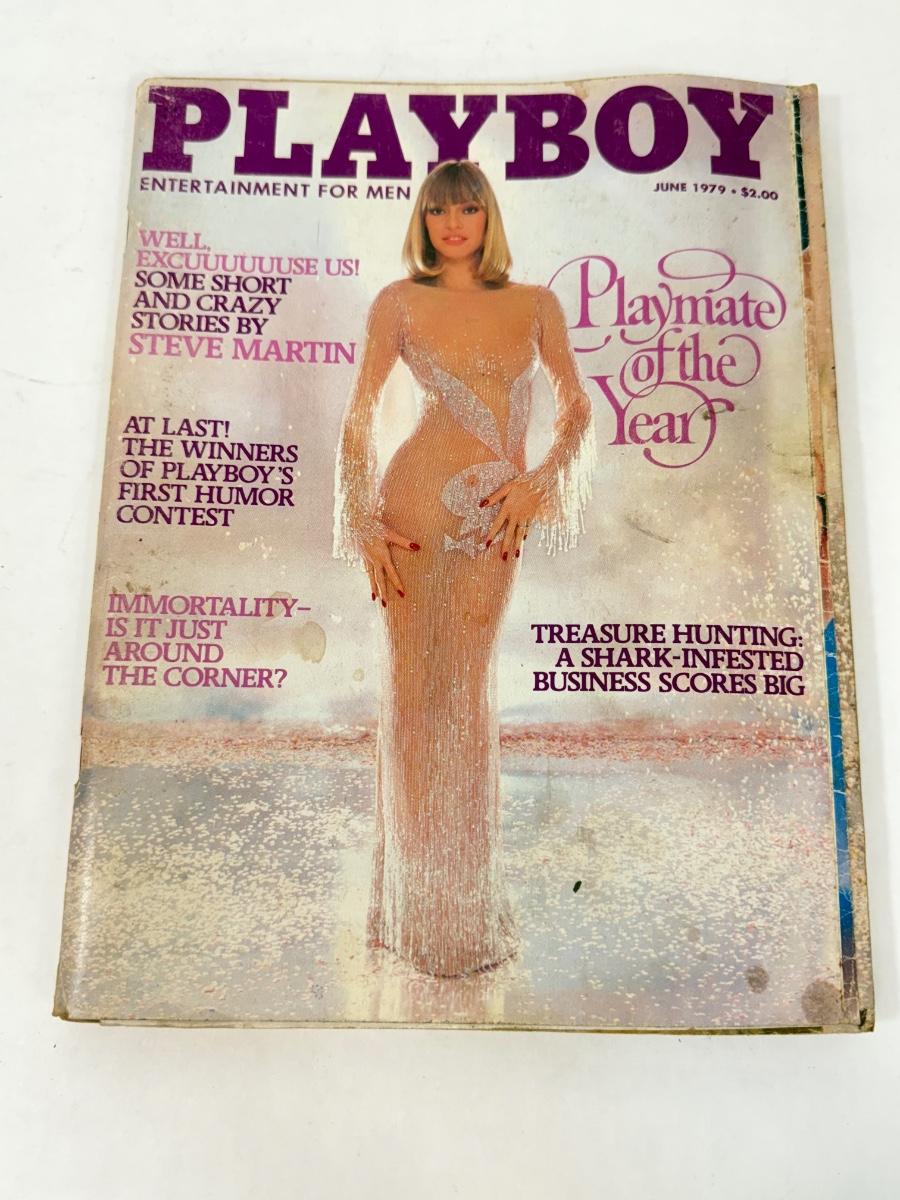 PLAYBOY
ENTERTAINMENT FOR MEN
JUNE 1979 • $2.00
WELL,
EXCUUUUUUSE US!
SOME SHORT
AND CRAZY
STORIES BY
STEVE MARTIN
Playmate
of the
Year
AT LAST!
THE WINNERS
OF PLAYBOY'S
FIRST HUMOR
CONTEST
IMMORTALITY–
IS IT JUST
AROUND
THE CORNER?
TREASURE HUNTING:
A SHARK-INFESTED
BUSINESS SCORES BIG